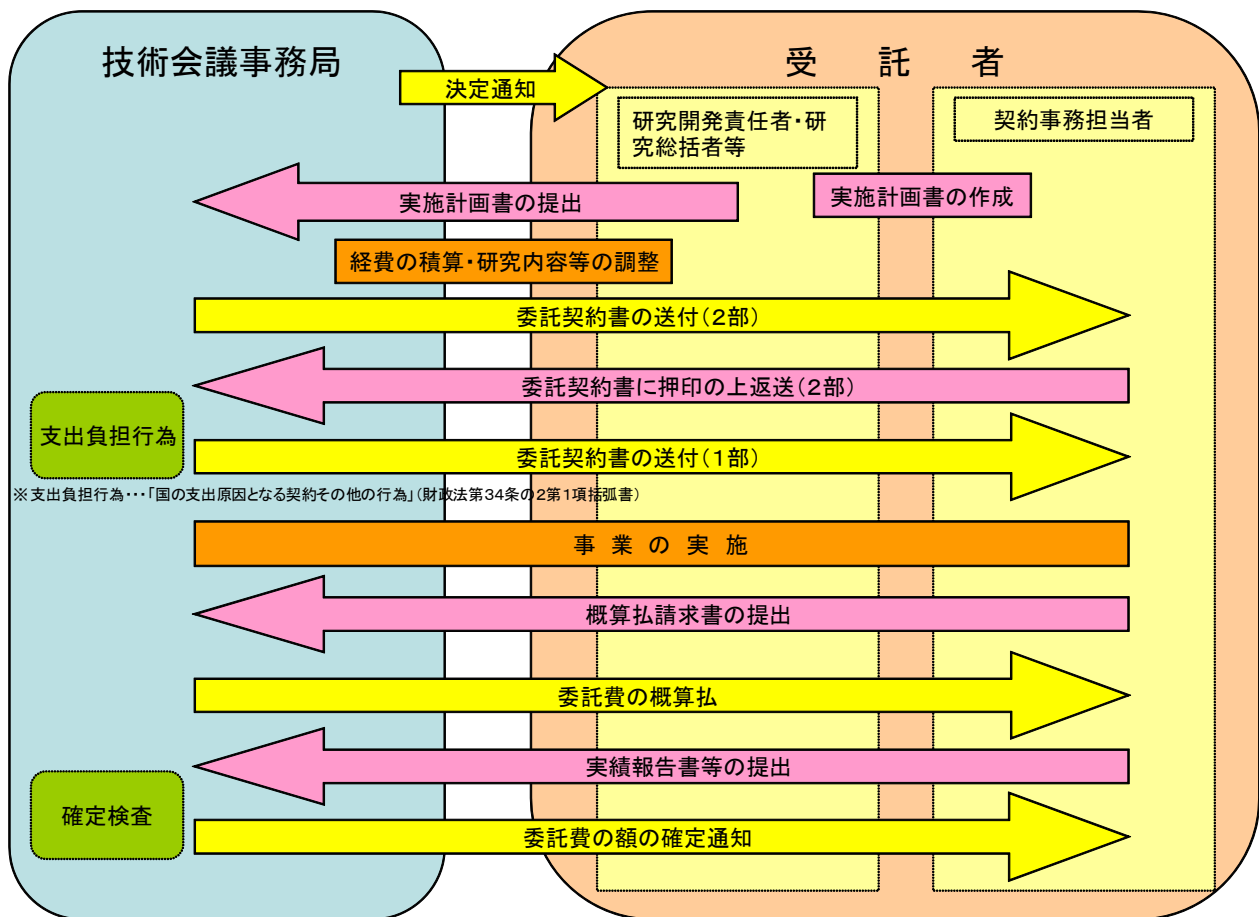 技術会議事務局
受託者
決定通知
研究開発責任者・研
究総括者等
契約事務担当者
実施計画書の提出
実施計画書の作成
経費の積算・研究内容等の調整
委託契約書の送付(2部)
委託契約書に押印の上返送(2部)
支出負担行為
委託契約書の送付(1部)
※支出負担行為・・・「国の支出原因となる契約その他の行為」(財政法第34条の2第1項括弧書)
事業の実施
概算払請求書の提出
委託費の概算払
実績報告書等の提出
確定検査
委託費の額の確定通知